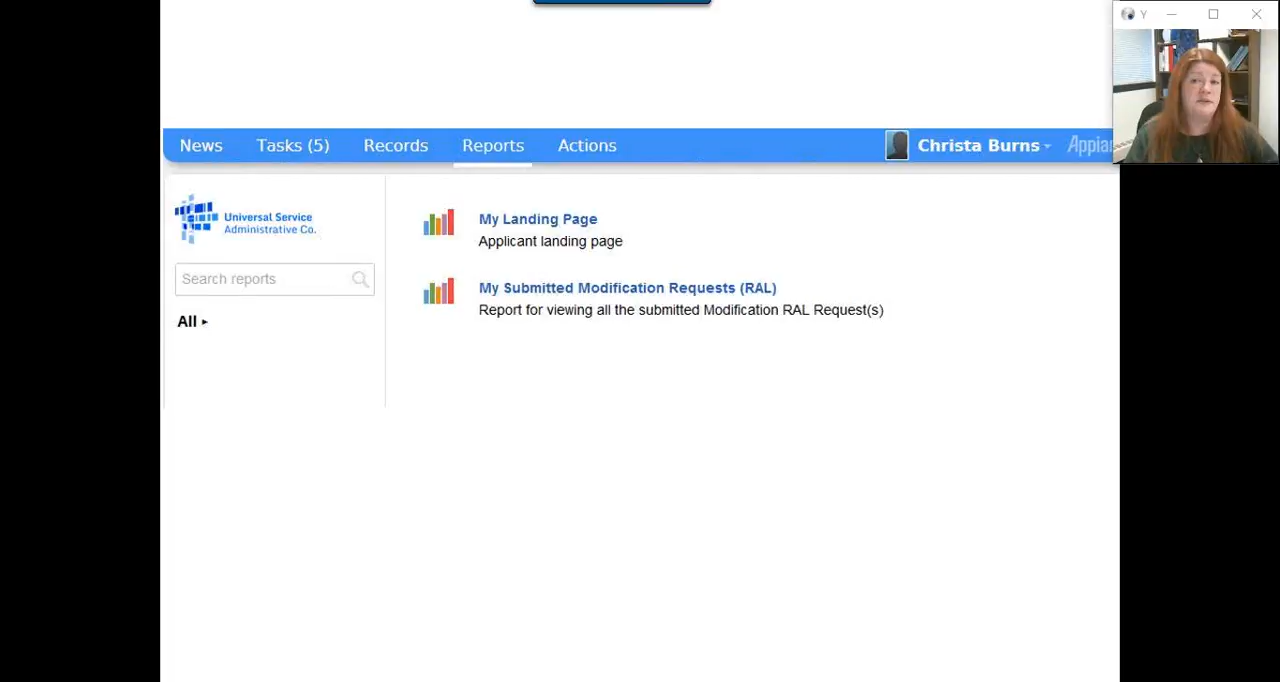 Y
News Tasks (5) Records Reports Actions Christa Burns Appian
Universal Service
Administrative Co.
Search reports
All
My Landing Page
Applicant landing page
My Submitted Modification Requests (RAL)
Report for viewing all the submitted Modification RAL Request(s)